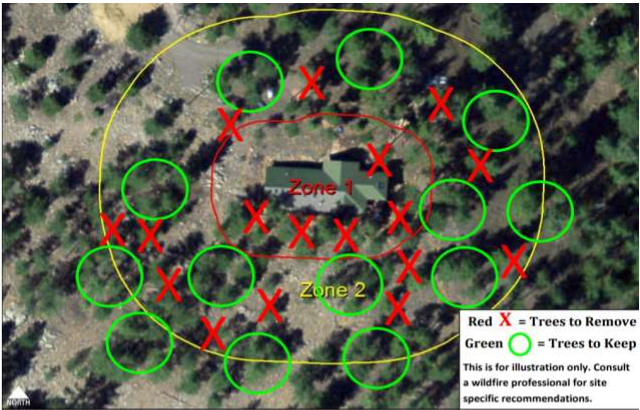 Zone 1
Zone 2
Red X = Trees to Remove
Green = Trees to Keep
This is for illustration only. Consult
a wildfire professional for site
specific recommendations.
NORTH